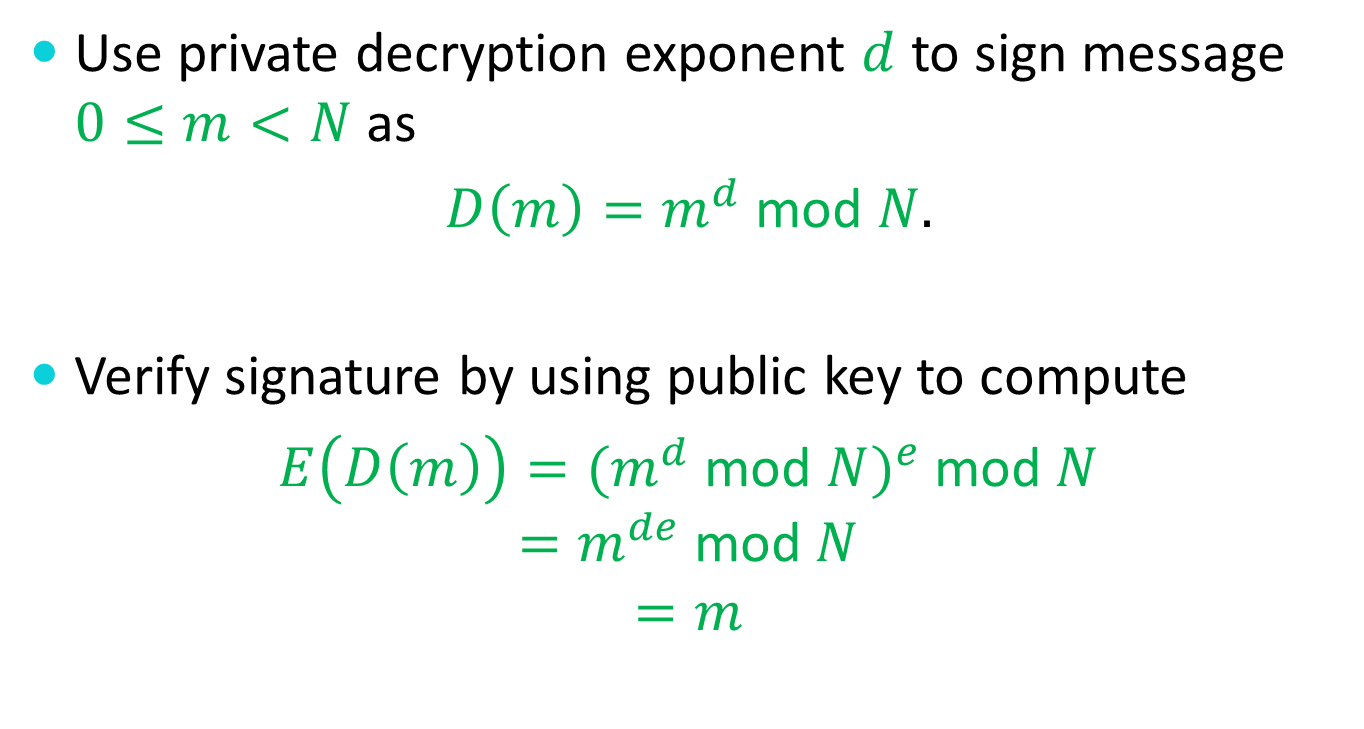 • Use private decryption exponent d to sign message
0 ≤ m < N as
D(m) = m^d mod N.
• Verify signature by using public key to compute
E(D(m)) = (m^d mod N)^e mod N
= m^{de} mod N
= m